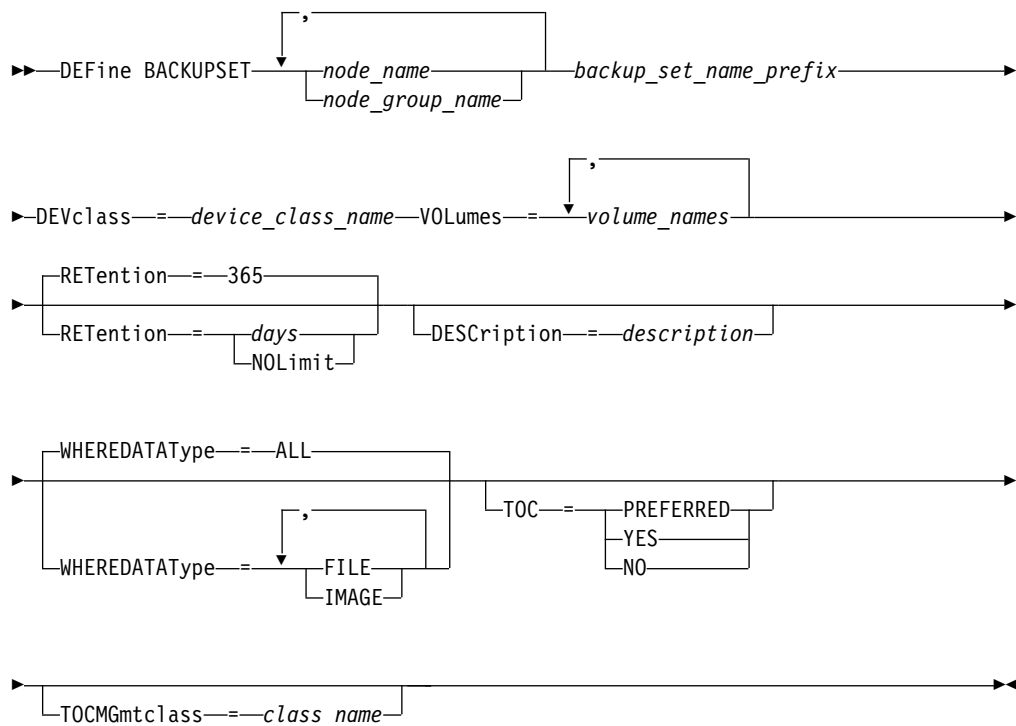 ,
DEFine BACKUPSET node_name backup_set_name_prefix
node_group_name
,
DEVclass = device_class_name VOLumes = volume_names
RETention = 365
RETention = days
NOLimit
DESCription = description
WHEREDATAType = ALL
,
WHEREDATAType = FILE
IMAGE
TOC = PREFERRED
YES
NO
TOCMGmtclass = class_name